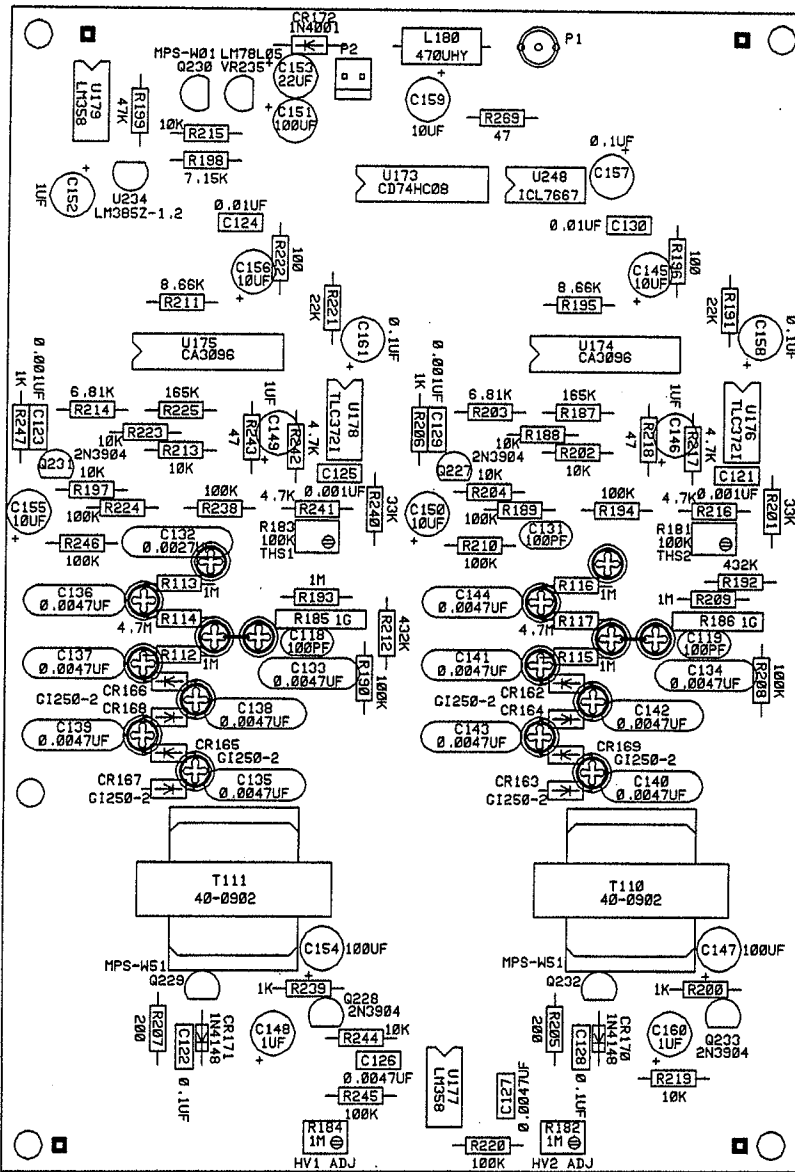 CR172
1N4001
P2
L180
470UHY
P1
MPS-W01
Q230
LM78L05
VR235
C153
22UF
C151
100UF
C159
10UF
R269
47
U179
LM358
R199
47K
10K
R215
R198
7.15K
0.1UF
C157
U173
CD74HC08
U248
ICL7667
1UF
C152
U234
LM385Z-1.2
0.01UF
C124
0.01UF
C130
C156
10UF
R222
100
C145
10UF
R196
100
8.66K
R211
R221
22K
C161
0.1UF
8.66K
R195
R191
22K
C158
0.1UF
U175
CA3096
U174
CA3096
0.001UF
1K
R247
C123
6.81K
R214
165K
R225
R223
10K
R213
10K
1UF
C149
R243
47
R242
4.7K
U178
TLC372I
0.001UF
1K
R206
C129
6.81K
R203
165K
R187
R188
10K
R202
10K
1UF
C146
R218
47
R217
4.7K
U176
TLC372I
Q231
2N3904
10K
R197
C125
0.001UF
Q227
2N3904
10K
R204
C121
0.001UF
C155
10UF
R224
100K
100K
R238
4.7K
R241
R240
33K
C150
10UF
R189
100K
100K
R194
4.7K
R216
R201
33K
R246
100K
C132
0.0027UF
R183
100K
THS1
R210
100K
C131
100PF
R181
100K
THS2
C136
0.0047UF
R113
1M
1M
R193
C144
0.0047UF
R116
1M
432K
R192
1M
R209
4.7M
R114
R185 1G
R212
432K
4.7M
R117
R186 1G
C118
100PF
C119
100PF
C137
0.0047UF
R112
1M
C133
0.0047UF
R190
100K
C141
0.0047UF
R115
1M
C134
0.0047UF
R208
100K
CR166
GI250-2
CR168
C138
0.0047UF
CR162
GI250-2
CR164
C142
0.0047UF
C139
0.0047UF
CR165
GI250-2
C143
0.0047UF
CR169
GI250-2
CR167
GI250-2
C135
0.0047UF
CR163
GI250-2
C140
0.0047UF
T111
40-0902
T110
40-0902
C154
100UF
C147
100UF
MPS-W51
Q229
MPS-W51
Q232
1K
R239
Q228
2N3904
1K
R200
Q233
2N3904
R207
200
C122
0.1UF
CR171
1N4148
C148
1UF
R244
10K
C126
0.0047UF
R245
100K
U177
LM358
C127
0.0047UF
R205
200
C128
0.1UF
CR170
1N4148
C160
1UF
R219
10K
R184
1M
HV1 ADJ
R220
100K
R182
1M
HV2 ADJ